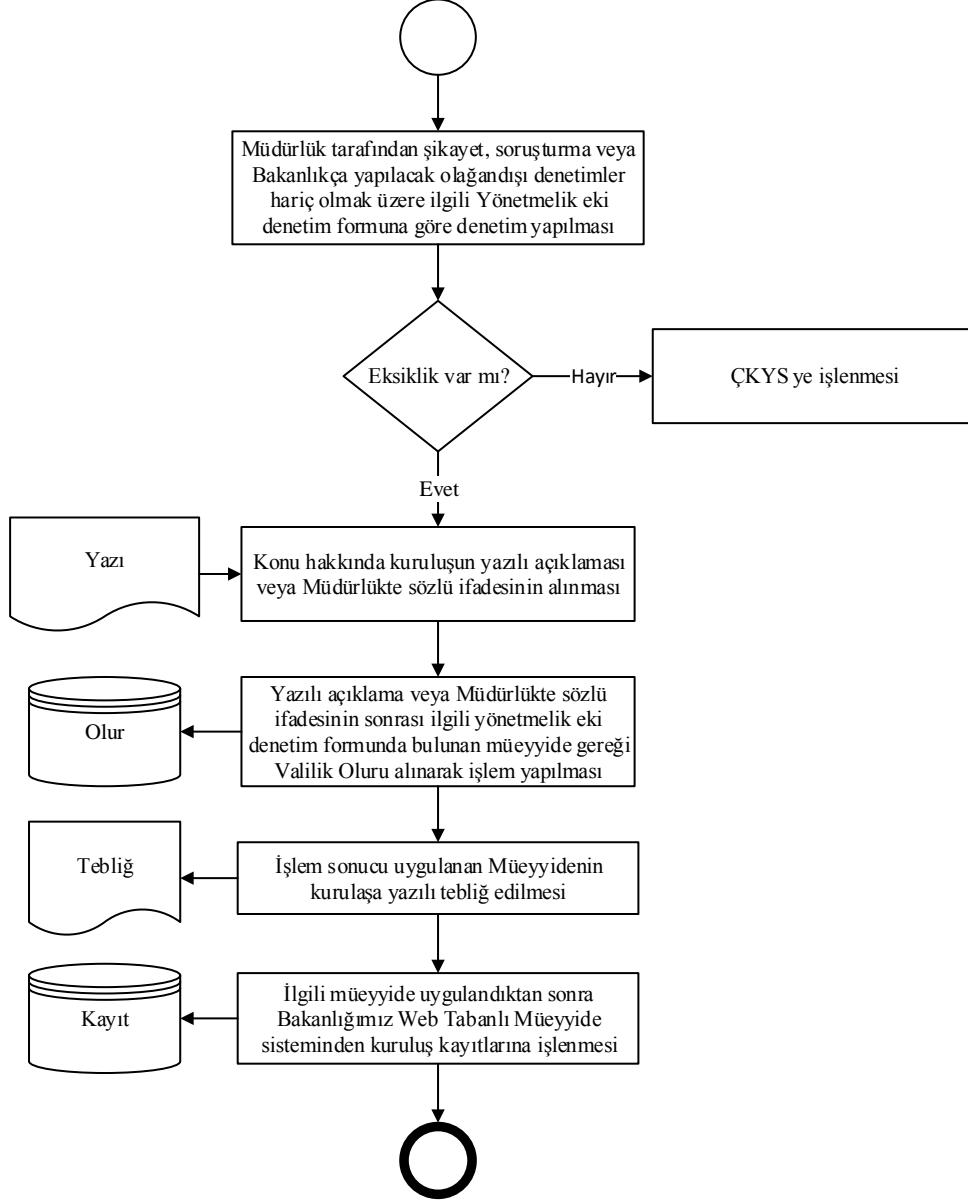 Müdürlük tarafından şikayet, soruşturma veya
Bakanlıkça yapılacak olağandışı denetimler
hariç olmak üzere ilgili Yönetmelik eki
denetim formuna göre denetim yapılması
Eksiklik var mı?
Hayır
ÇKYS ye işlenmesi
Evet
Yazı
Konu hakkında kuruluşun yazılı açıklaması
veya Müdürlükte sözlü ifadesinin alınması
Olur
Yazılı açıklama veya Müdürlükte sözlü
ifadesinin sonrası ilgili yönetmelik eki
denetim formunda bulunan müeyyide gereği
Valilik Oluru alınarak işlem yapılması
Tebliğ
İşlem sonucu uygulanan Müeyyidenin
kurulaşa yazılı tebliğ edilmesi
Kayıt
İlgili müeyyide uygulandıktan sonra
Bakanlığımız Web Tabanlı Müeyyide
sisteminden kuruluş kayıtlarına işlenmesi